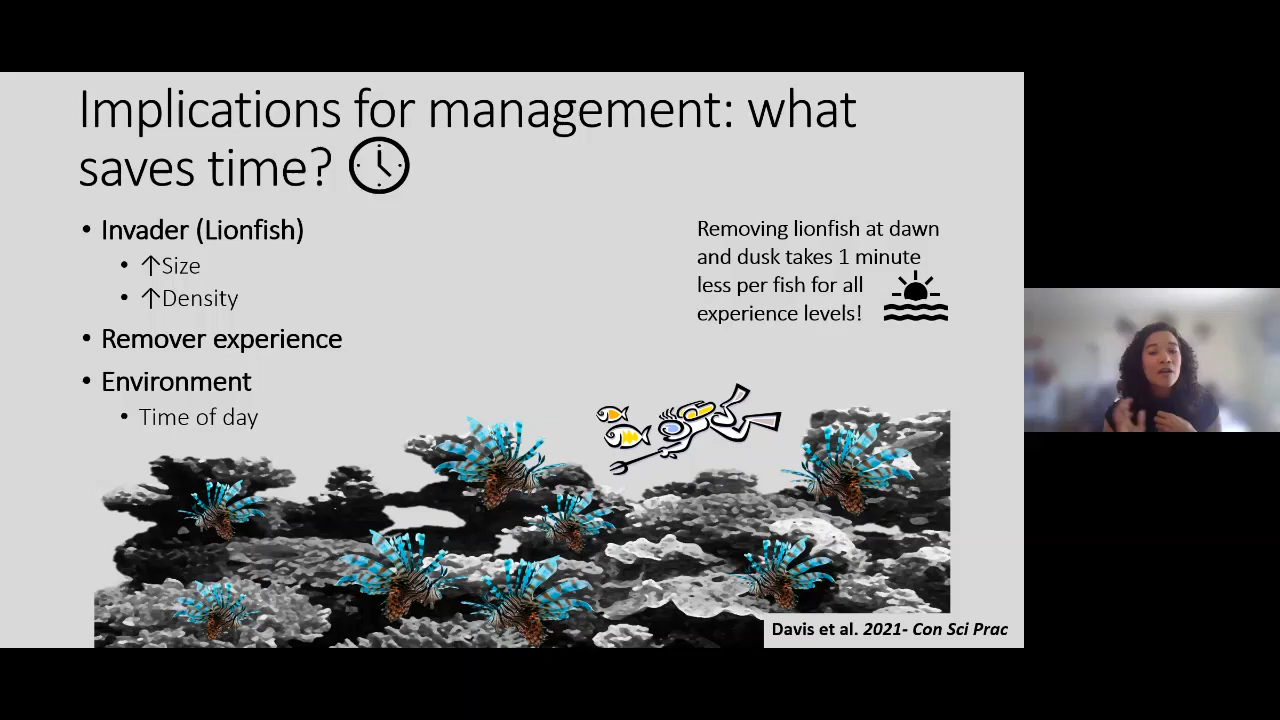 Implications for management: what
saves time?
• Invader (Lionfish)
• ↑Size
• ↑Density
• Remover experience
• Environment
• Time of day
Removing lionfish at dawn
and dusk takes 1 minute
less per fish for all
experience levels!
Davis et al. 2021- Con Sci Prac